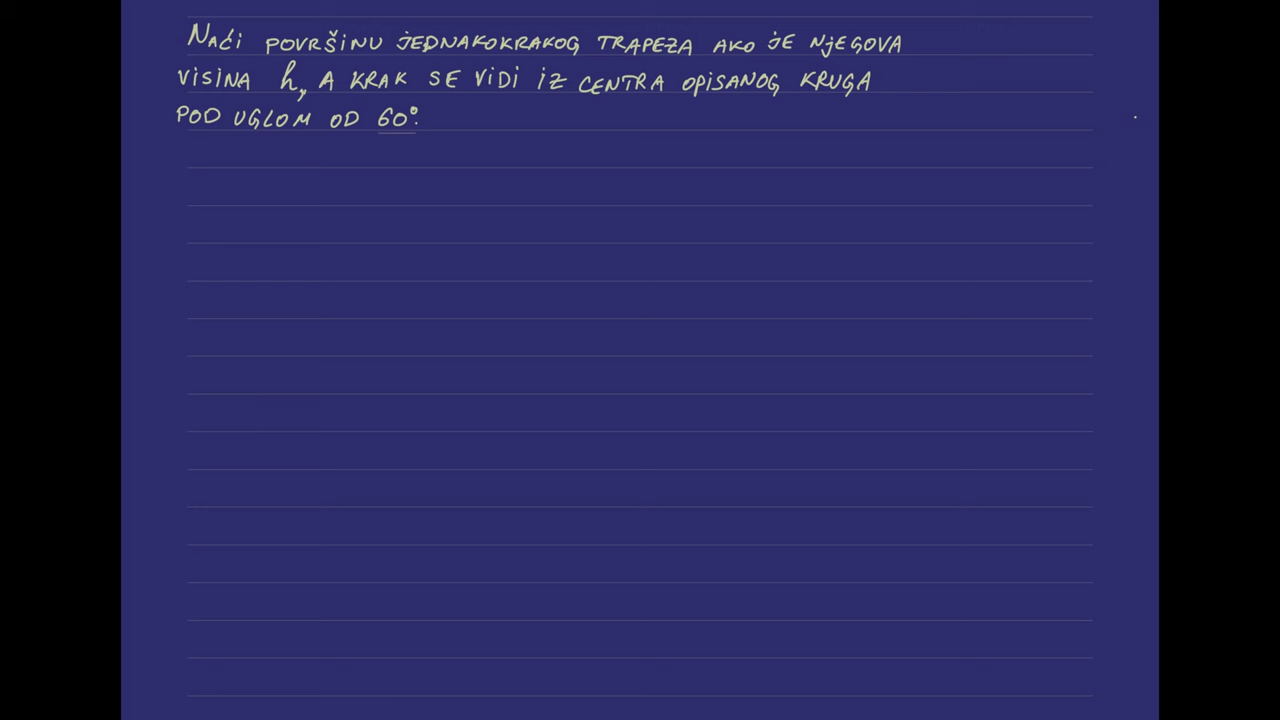 Naći površinu jednakokrakog trapeza ako je njegova
visina h, a krak se vidi iz centra opisanog kruga
pod uglom od 60°.